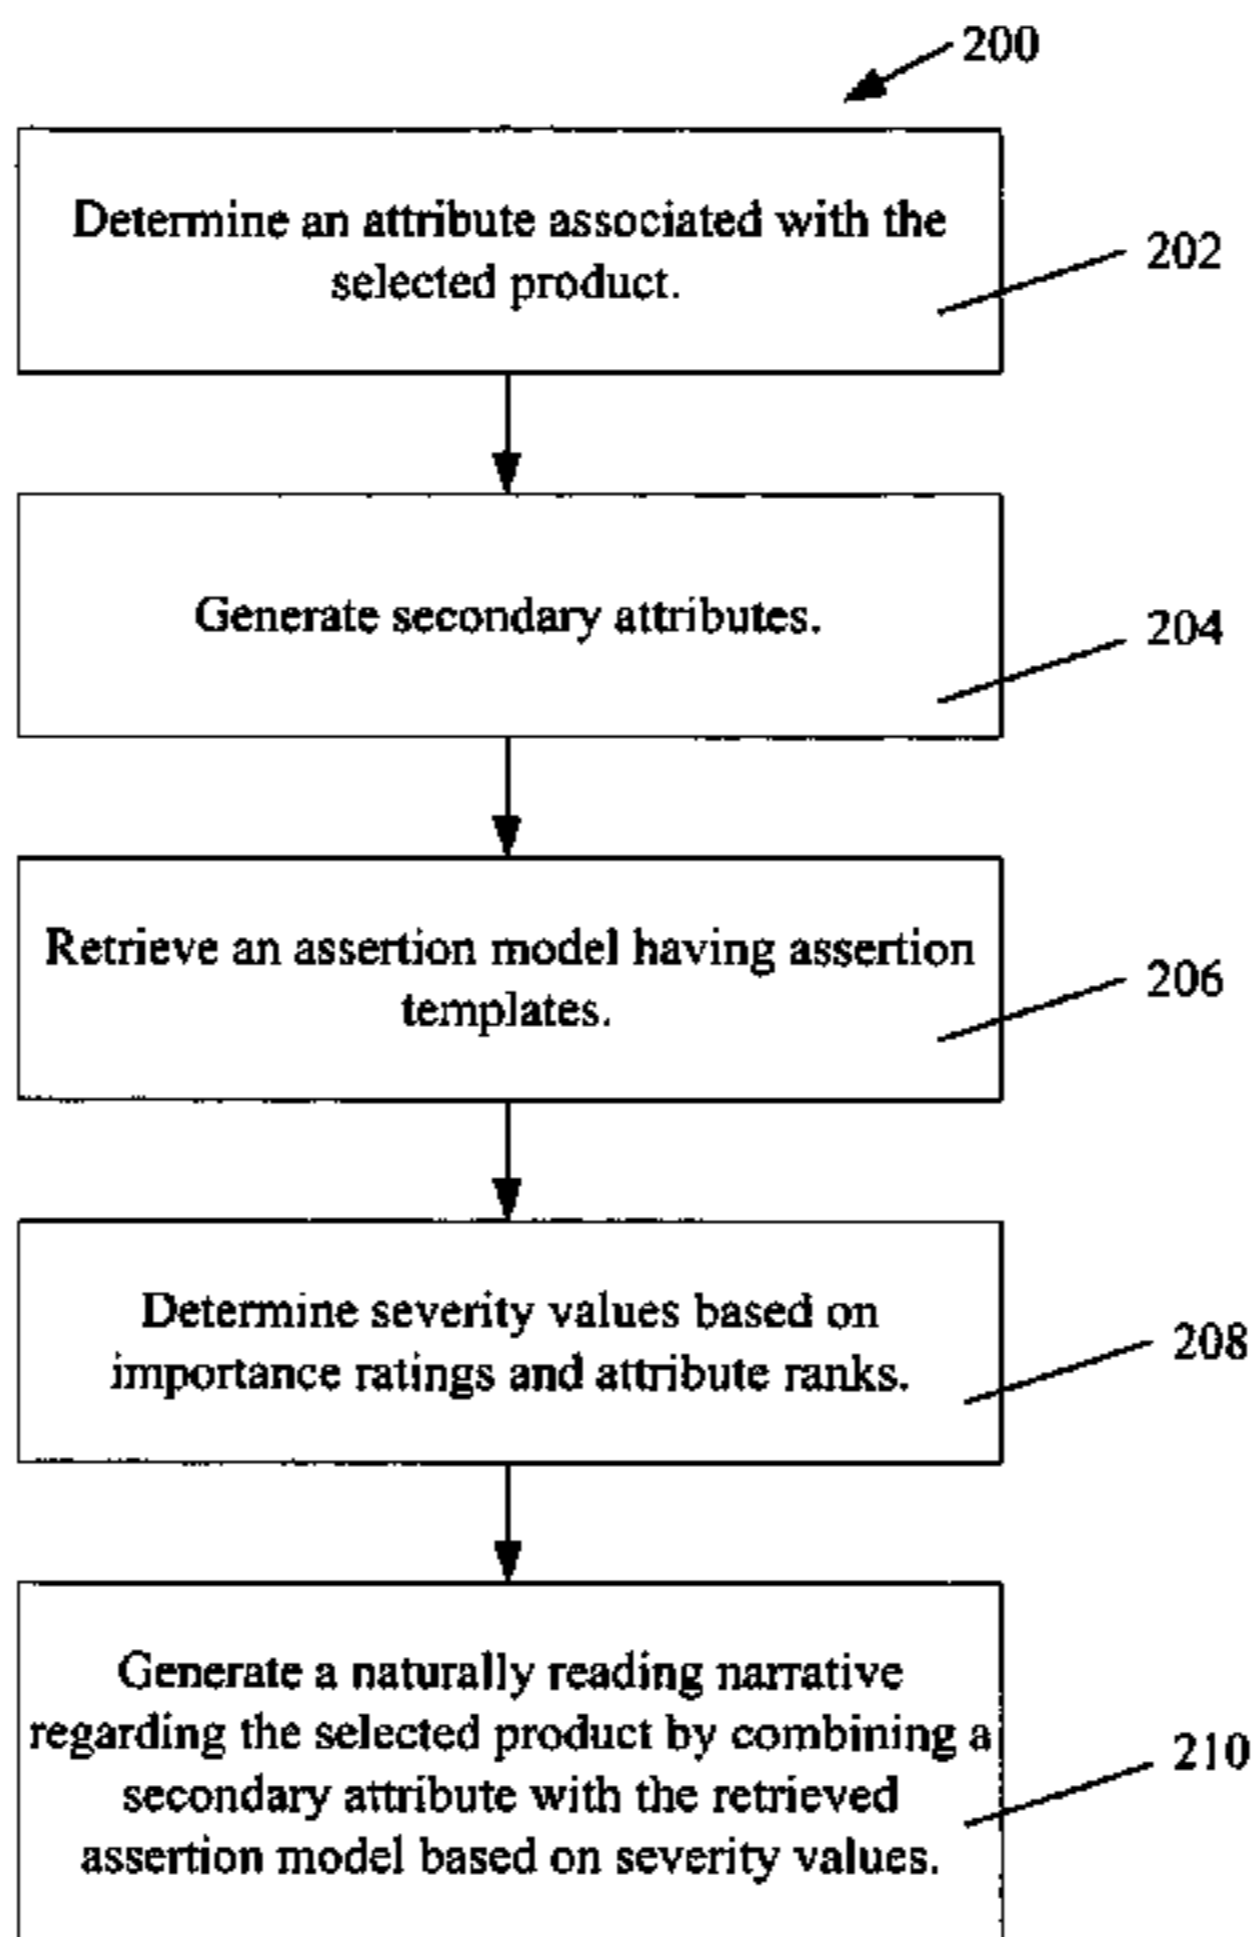 200
Determine an attribute associated with the
selected product.
202
Generate secondary attributes.
204
Retrieve an assertion model having assertion
templates.
206
Determine severity values based on
importance ratings and attribute ranks.
208
Generate a naturally reading narrative
regarding the selected product by combining a
secondary attribute with the retrieved
assertion model based on severity values.
210